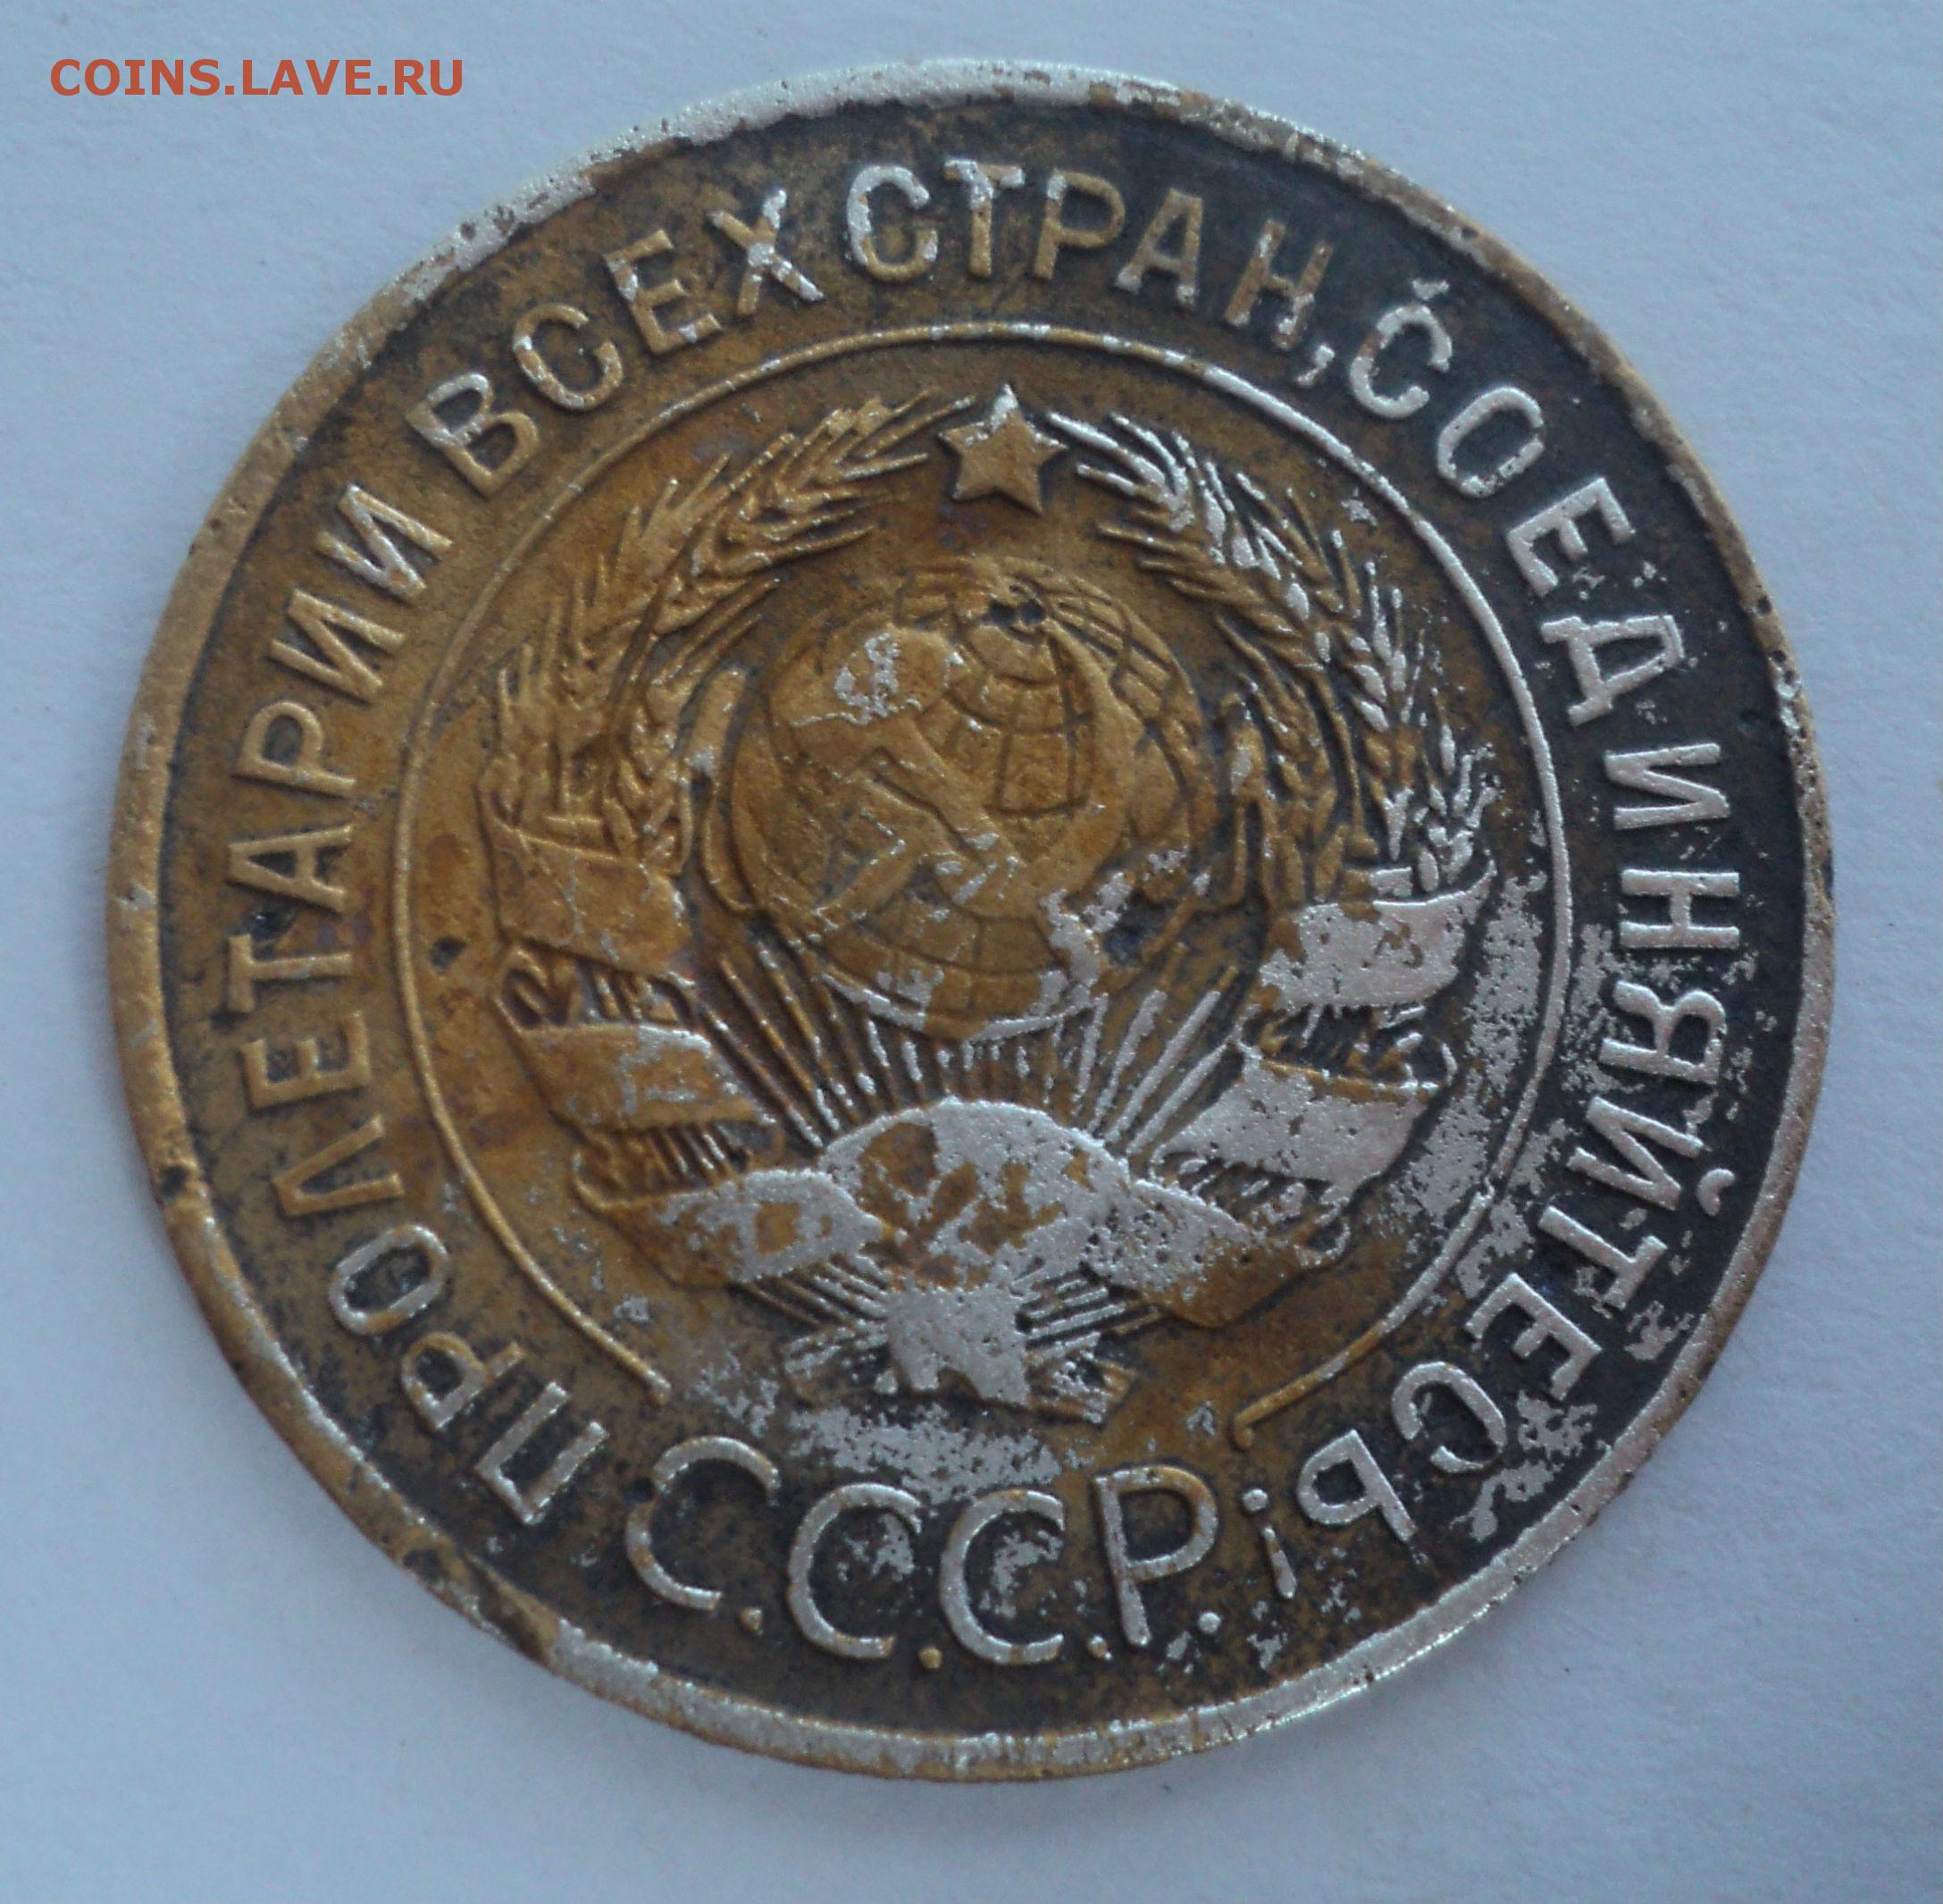 COINS.LAVE.RU
ПРОЛЕТАРИИ ВСЕХ СТРАН, СОЕДИНЯЙТЕСЬ!
С.С.С.Р.